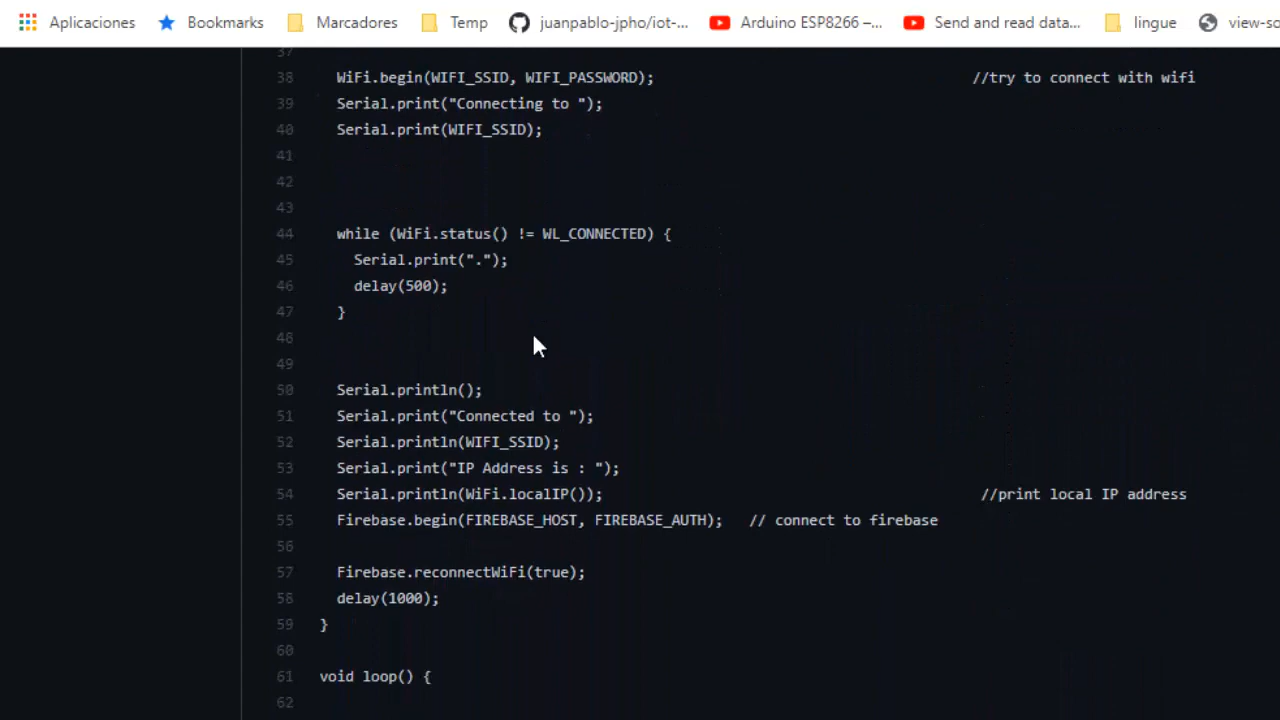 Aplicaciones Bookmarks Marcadores Temp juanpablo-jpho/iot-... Arduino ESP8266 –... Send and read data... lingue view-so
37
38 WiFi.begin(WIFI_SSID, WIFI_PASSWORD); //try to connect with wifi
39 Serial.print("Connecting to ");
40 Serial.print(WIFI_SSID);
41
42
43
44 while (WiFi.status() != WL_CONNECTED) {
45 Serial.print(".");
46 delay(500);
47 }
48
49
50 Serial.println();
51 Serial.print("Connected to ");
52 Serial.println(WIFI_SSID);
53 Serial.print("IP Address is : ");
54 Serial.println(WiFi.localIP()); //print local IP address
55 Firebase.begin(FIREBASE_HOST, FIREBASE_AUTH); // connect to firebase
56
57 Firebase.reconnectWiFi(true);
58 delay(1000);
59 }
60
61 void loop() {
62